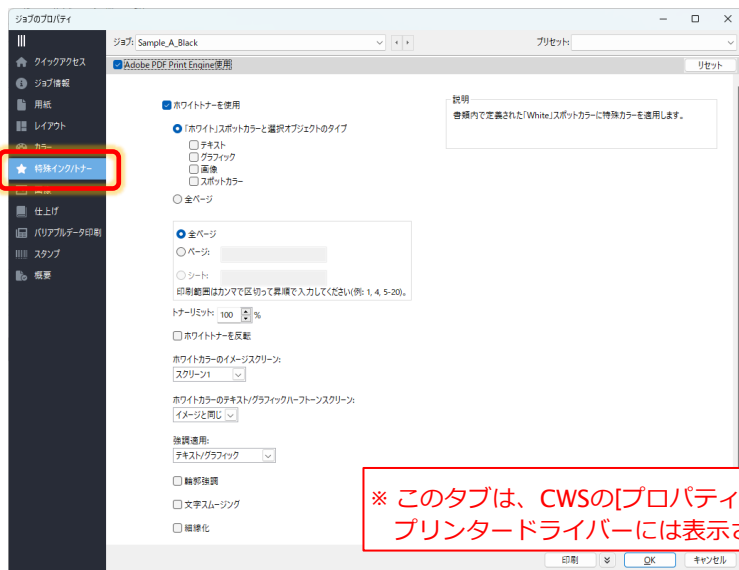 ジョブのプロパティ
ジョブ: Sample_A_Black
プリセット:
クイックアクセス
Adobe PDF Print Engine使用
リセット
ジョブ情報
用紙
レイアウト
カラー
特殊インク/トナー
画像
仕上げ
バリアブルデータ印刷
スタンプ
概要
ホワイトトナーを使用
「ホワイト」スポットカラーと選択オブジェクトのタイプ
テキスト
グラフィック
画像
スポットカラー
全ページ
説明
書類内で定義された「White」スポットカラーに特殊カラーを適用します。
全ページ
ページ:
シート:
印刷範囲はカンマで区切って昇順で入力してください(例: 1, 4, 5-20)。
トナーリミット: 100 %
ホワイトトナーを反転
ホワイトカラーのイメージスクリーン:
スクリーン1
ホワイトカラーのテキスト/グラフィックハーフトーンスクリーン:
イメージと同じ
強調適用:
テキスト/グラフィック
輪郭強調
文字スムージング
細線化
※ このタブは、CWSの[プロパティ
プリンタードライバーには表示さ
印刷
OK
キャンセル